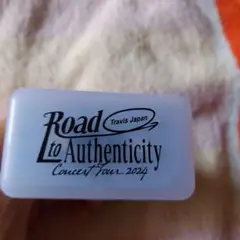 Road
Travis Japan
to Authenticity
Concert Tour 2024